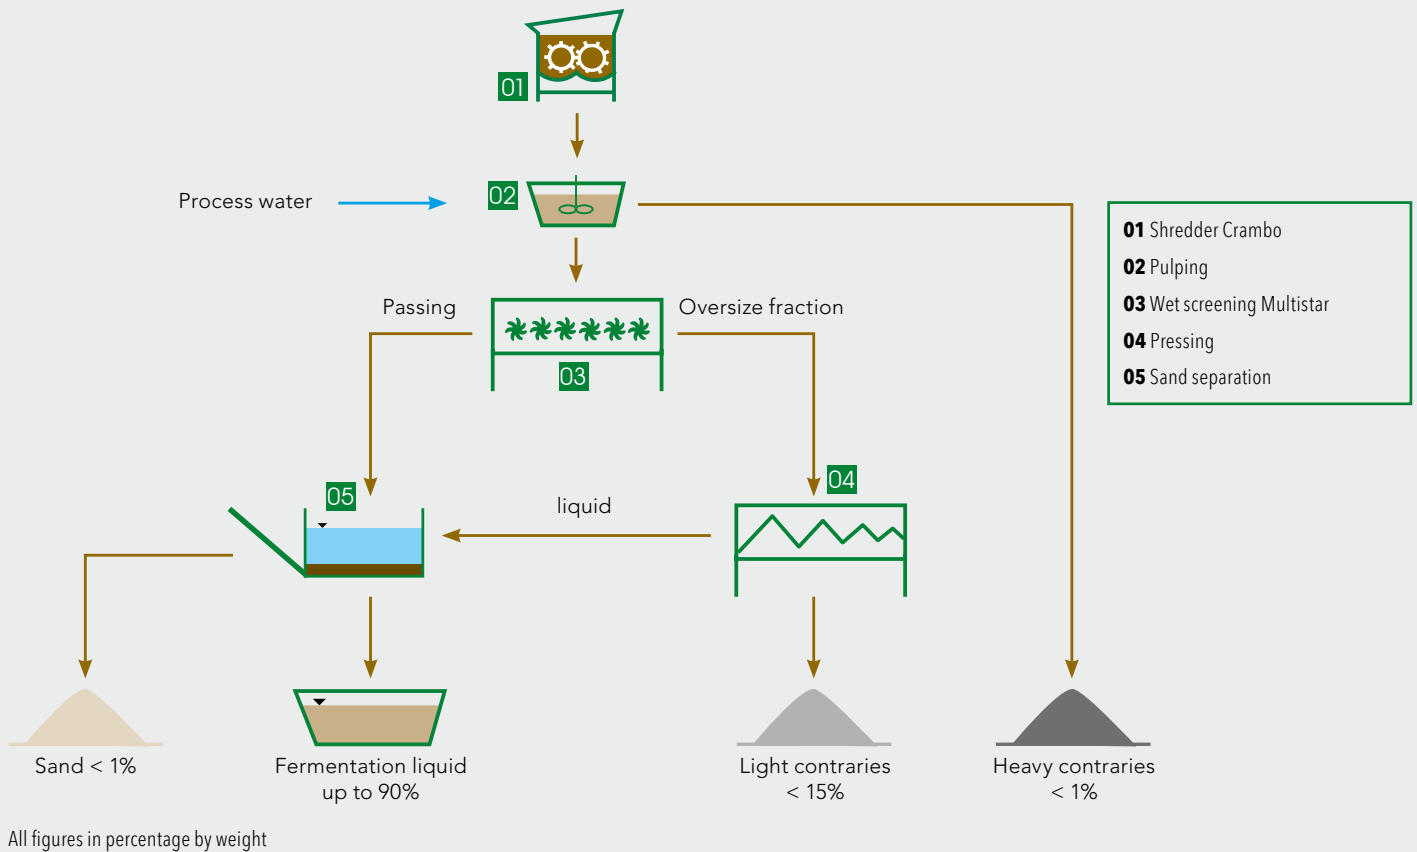 01
Process water
02
01 Shredder Crambo
02 Pulping
03 Wet screening Multistar
04 Pressing
05 Sand separation
Passing
Oversize fraction
03
04
05
liquid
Sand < 1%
Fermentation liquid
up to 90%
Light contraries
< 15%
Heavy contraries
< 1%
All figures in percentage by weight